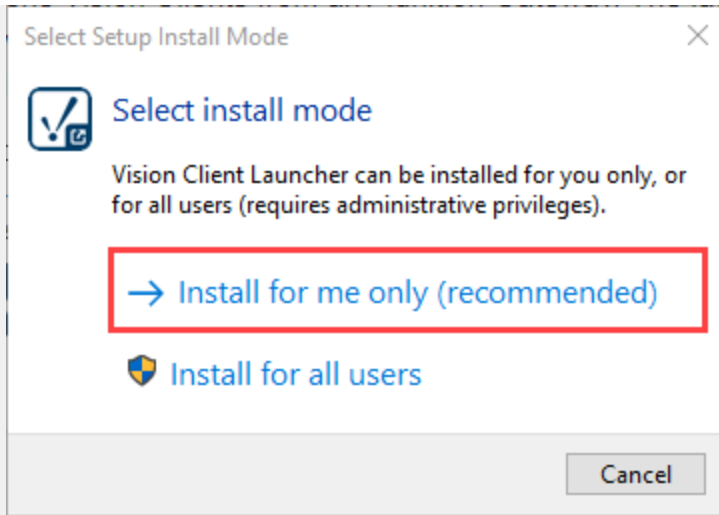 Select Setup Install Mode
Select install mode
Vision Client Launcher can be installed for you only, or
for all users (requires administrative privileges).
→ Install for me only (recommended)
Install for all users
Cancel